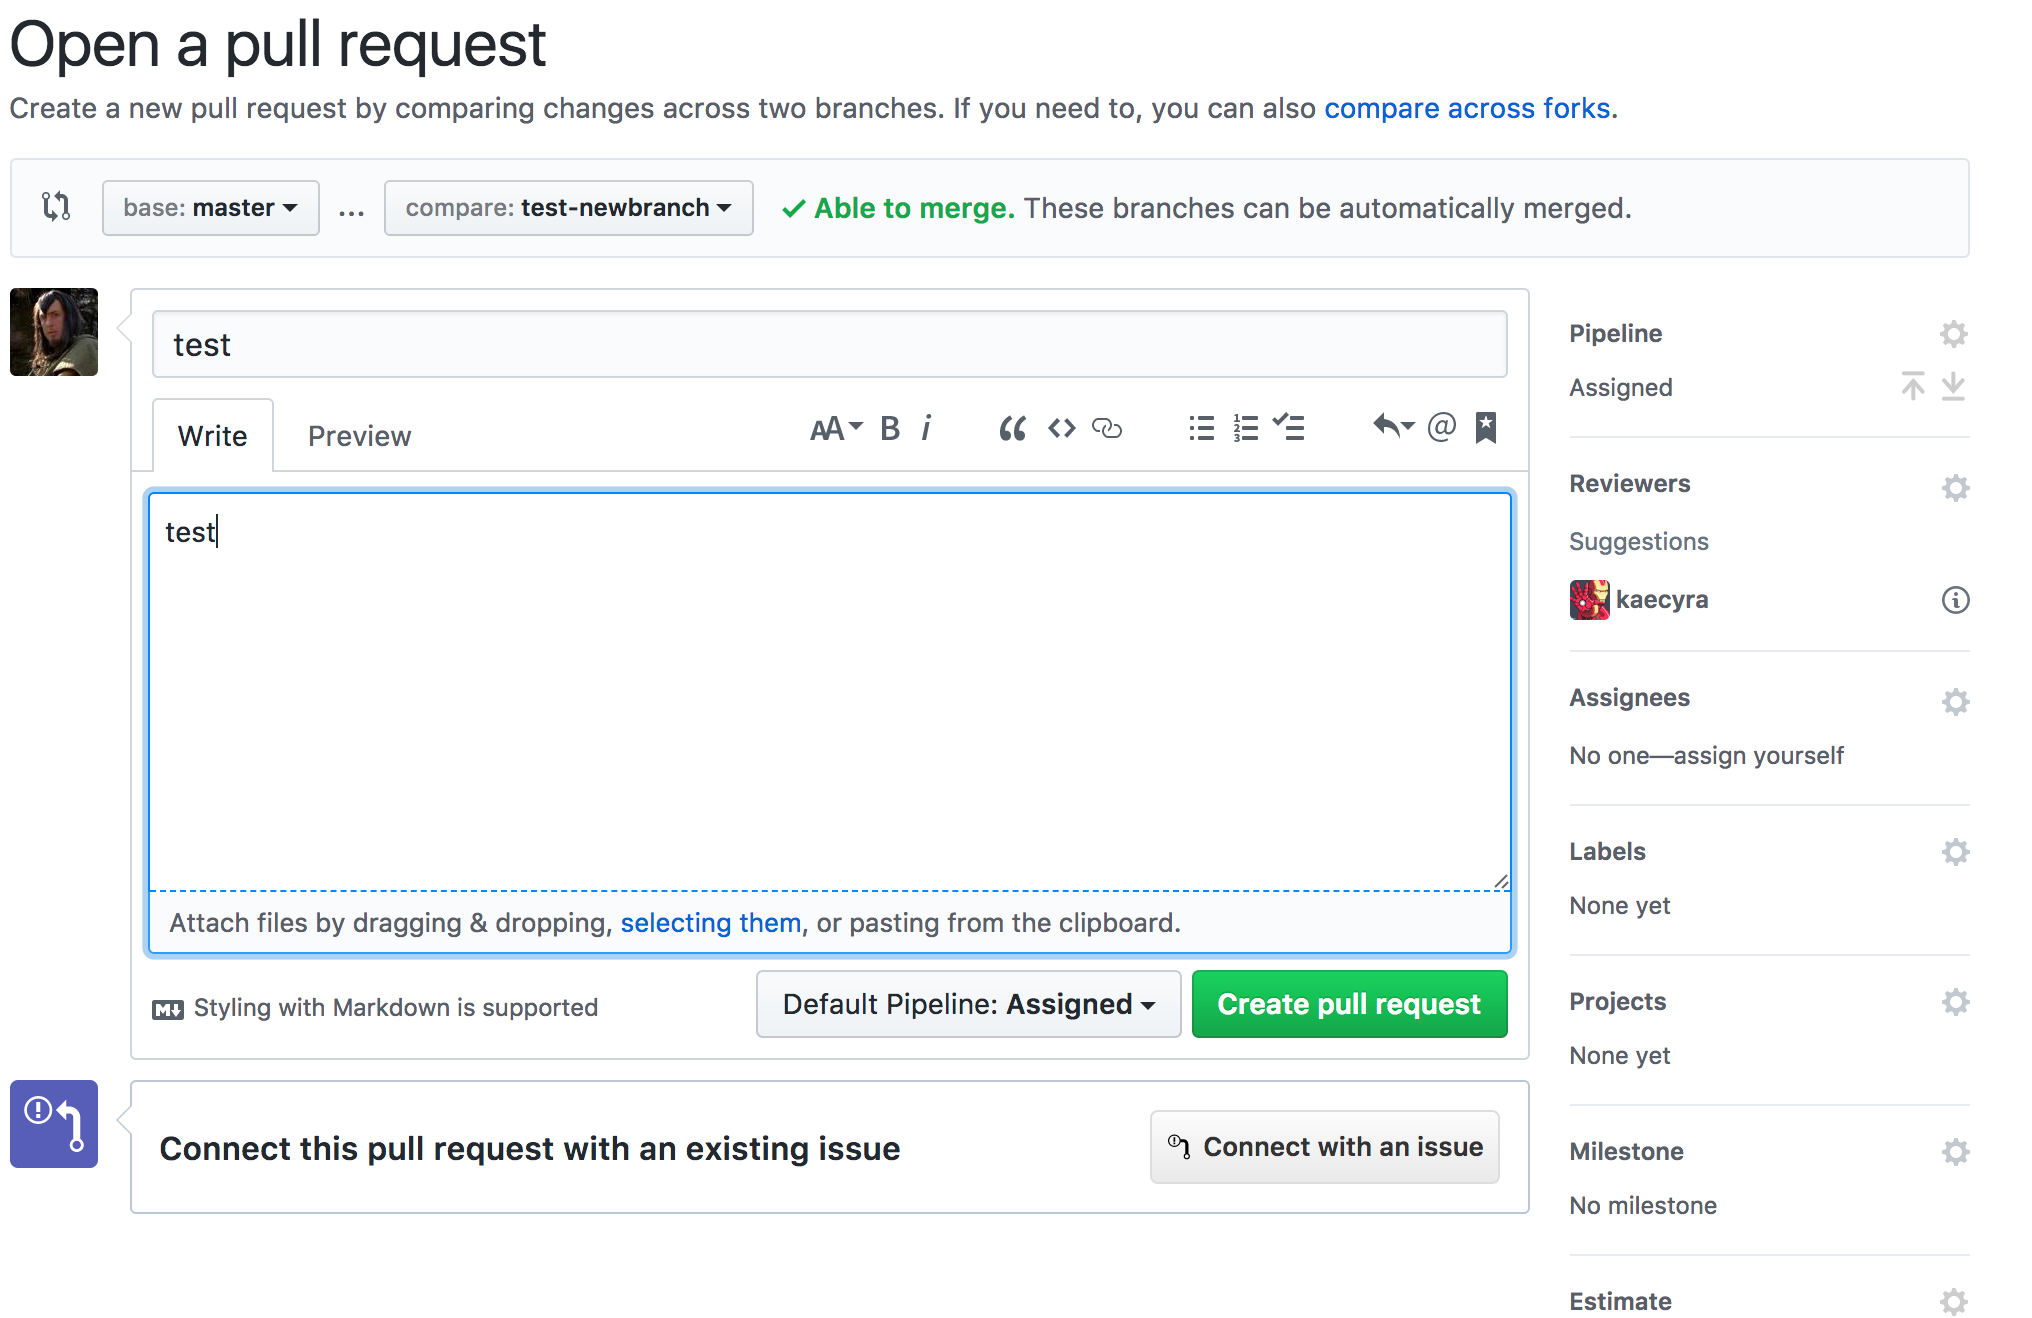 Open a pull request
Create a new pull request by comparing changes across two branches. If you need to, you can also compare across forks.
base: master ... compare: test-newbranch Able to merge. These branches can be automatically merged.
test
Write Preview AA B i
test
Attach files by dragging & dropping, selecting them, or pasting from the clipboard.
Styling with Markdown is supported Default Pipeline: Assigned Create pull request
Connect this pull request with an existing issue Connect with an issue
Pipeline
Assigned
Reviewers
Suggestions
kaecyra
Assignees
No one—assign yourself
Labels
None yet
Projects
None yet
Milestone
No milestone
Estimate